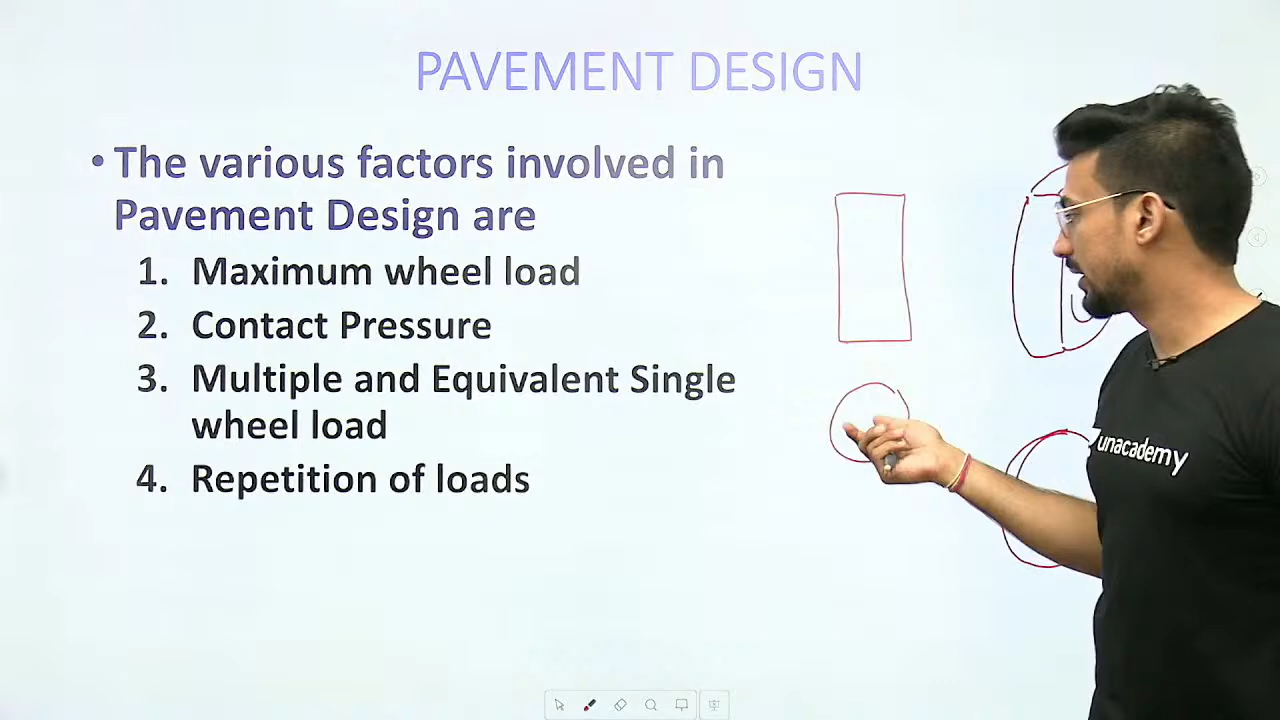 PAVEMENT DESIGN
• The various factors involved in
Pavement Design are
1. Maximum wheel load
2. Contact Pressure
3. Multiple and Equivalent Single
wheel load
4. Repetition of loads
unacademy